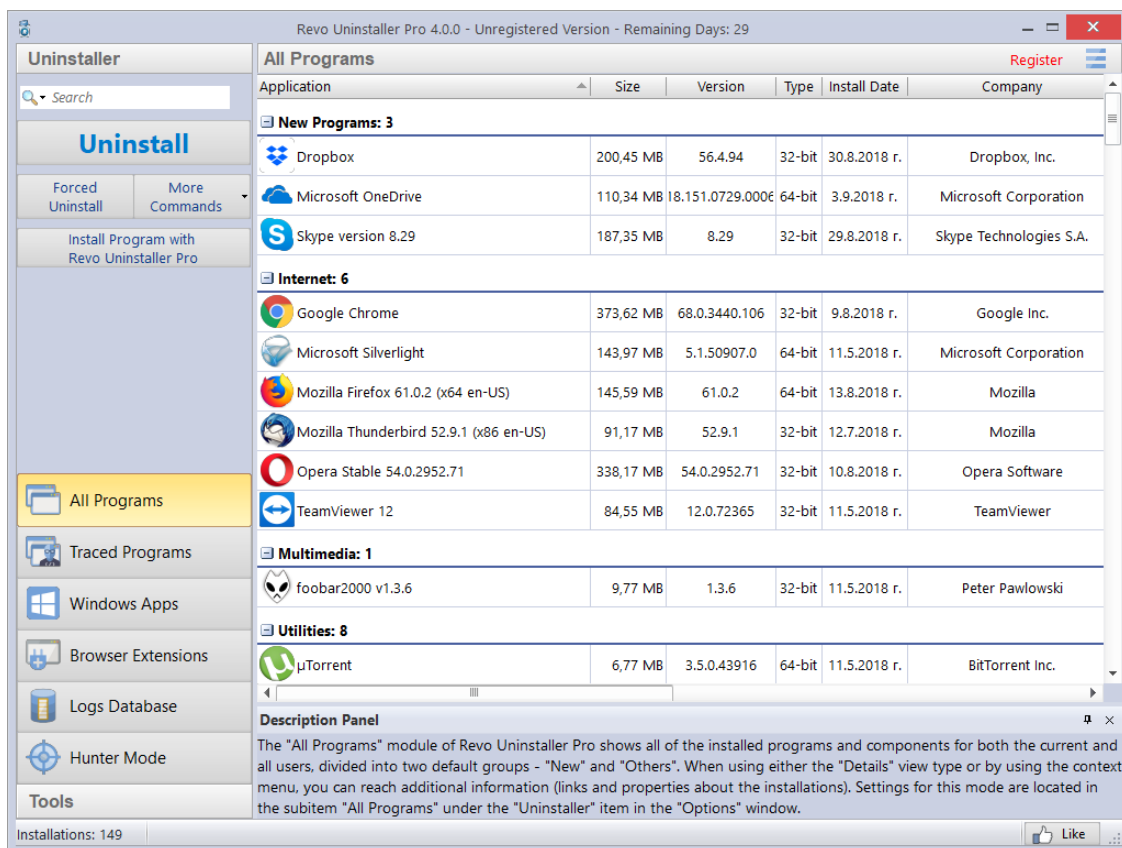 Revo Uninstaller Pro 4.0.0 - Unregistered Version - Remaining Days: 29
Uninstaller
Search
Uninstall
Forced Uninstall
More Commands
Install Program with
Revo Uninstaller Pro
All Programs
Traced Programs
Windows Apps
Browser Extensions
Logs Database
Hunter Mode
Tools
All Programs Register
Application Size Version Type Install Date Company
New Programs: 3
Dropbox 200,45 MB 56.4.94 32-bit 30.8.2018 г. Dropbox, Inc.
Microsoft OneDrive 110,34 MB 18.151.0729.0006 64-bit 3.9.2018 г. Microsoft Corporation
Skype version 8.29 187,35 MB 8.29 32-bit 29.8.2018 г. Skype Technologies S.A.
Internet: 6
Google Chrome 373,62 MB 68.0.3440.106 32-bit 9.8.2018 г. Google Inc.
Microsoft Silverlight 143,97 MB 5.1.50907.0 64-bit 11.5.2018 г. Microsoft Corporation
Mozilla Firefox 61.0.2 (x64 en-US) 145,59 MB 61.0.2 64-bit 13.8.2018 г. Mozilla
Mozilla Thunderbird 52.9.1 (x86 en-US) 91,17 MB 52.9.1 32-bit 12.7.2018 г. Mozilla
Opera Stable 54.0.2952.71 338,17 MB 54.0.2952.71 32-bit 10.8.2018 г. Opera Software
TeamViewer 12 84,55 MB 12.0.72365 32-bit 11.5.2018 г. TeamViewer
Multimedia: 1
foobar2000 v1.3.6 9,77 MB 1.3.6 32-bit 11.5.2018 г. Peter Pawlowski
Utilities: 8
µTorrent 6,77 MB 3.5.0.43916 64-bit 11.5.2018 г. BitTorrent Inc.
Description Panel
The "All Programs" module of Revo Uninstaller Pro shows all of the installed programs and components for both the current and
all users, divided into two default groups - "New" and "Others". When using either the "Details" view type or by using the context
menu, you can reach additional information (links and properties about the installations). Settings for this mode are located in
the subitem "All Programs" under the "Uninstaller" item in the "Options" window.
Installations: 149
Like